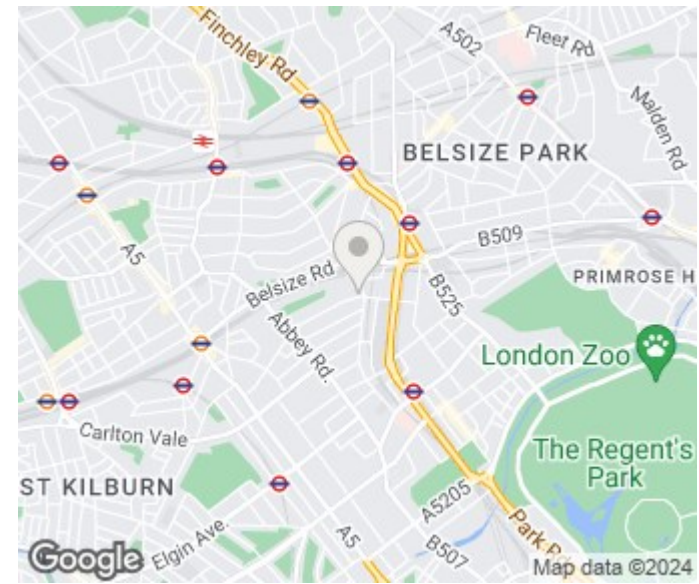 Finchley Rd
A502
Fleet Rd
Malden Rd
BELSIZE PARK
A5
B509
Belsize Rd
B525
PRIMROSE H
Abbey Rd.
London Zoo
Carlton Vale
The Regent's
Park
ST KILBURN
A5205
Elgin Ave.
A5
B507
Park Rd
Google
Map data ©2024